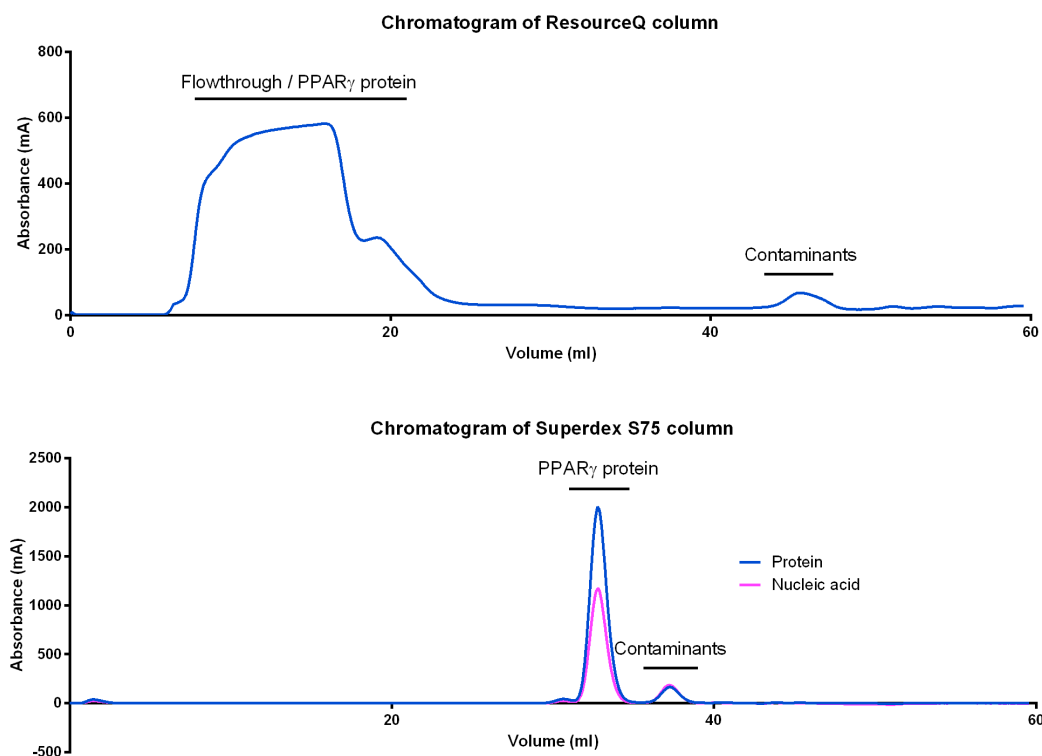 Chromatogram of ResourceQ column
800
Flowthrough / PPARγ protein
600
Absorbance (mA)
400
200
Contaminants
0
0
20
40
60
Volume (ml)
Chromatogram of Superdex S75 column
2500
PPARγ protein
2000
Absorbance (mA)
1500
Protein
Nucleic acid
1000
Contaminants
500
0
20
40
60
Volume (ml)
-500